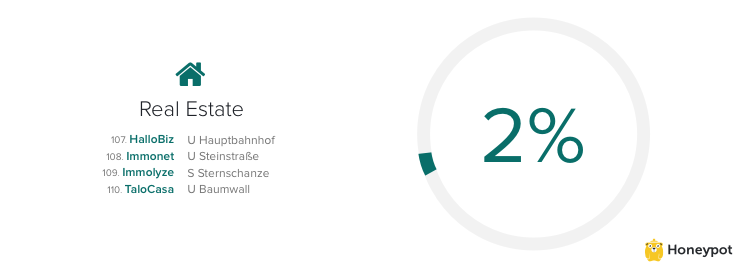 Real Estate
107. HalloBiz U Hauptbahnhof
108. Immonet U Steinstraße
109. Immolyze S Sternschanze
110. TaloCasa U Baumwall
2%
Honeypot